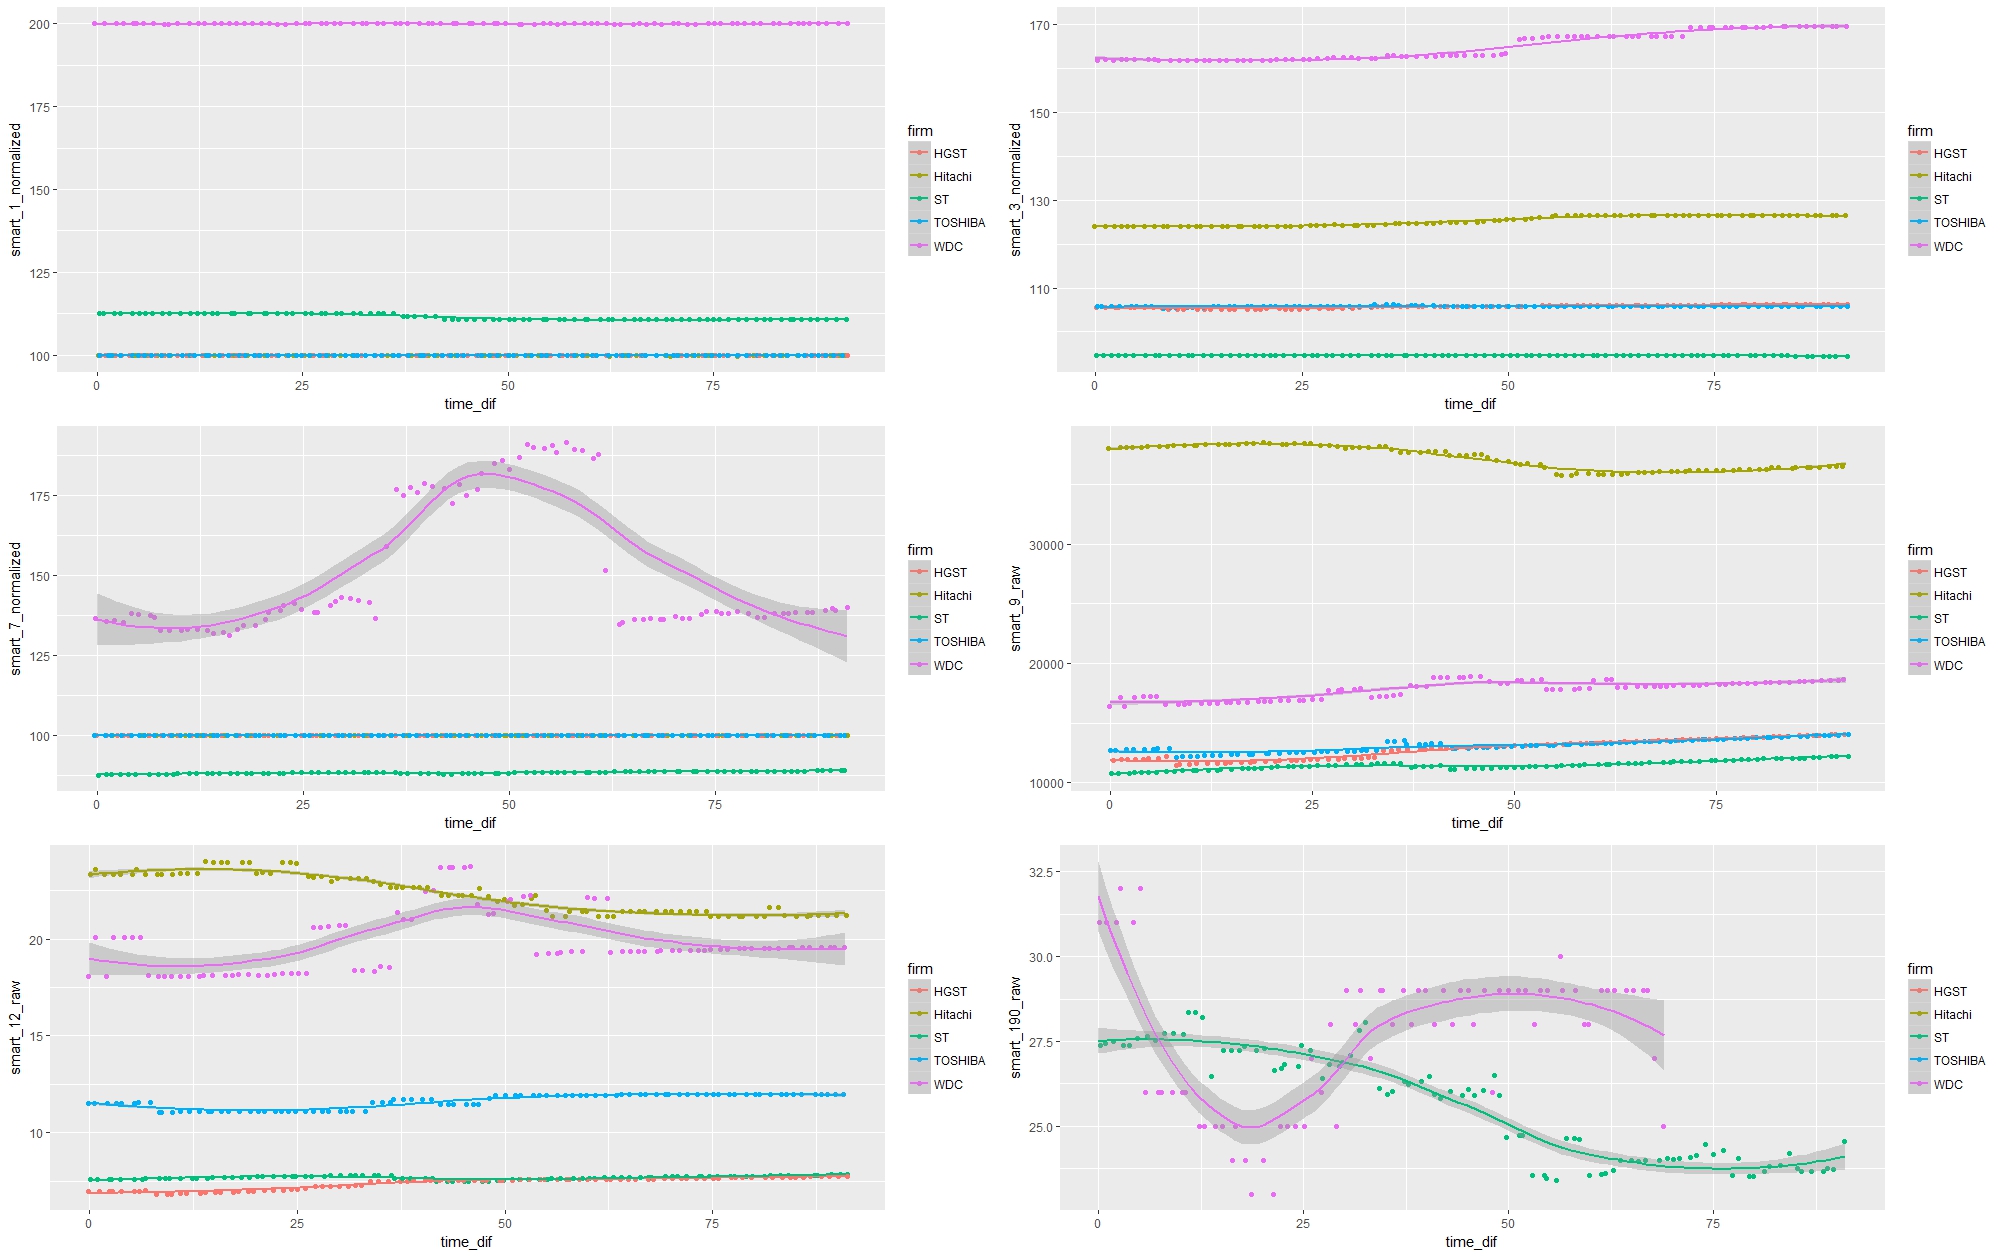 200
175
150
125
100
smart_1_normalized
0 25 50 75
time_dif
firm
HGST
Hitachi
ST
TOSHIBA
WDC
170
150
130
110
smart_3_normalized
0 25 50 75
time_dif
firm
HGST
Hitachi
ST
TOSHIBA
WDC
175
150
125
100
smart_7_normalized
0 25 50 75
time_dif
firm
HGST
Hitachi
ST
TOSHIBA
WDC
30000
20000
10000
smart_9_raw
0 25 50 75
time_dif
firm
HGST
Hitachi
ST
TOSHIBA
WDC
20
15
10
smart_12_raw
0 25 50 75
time_dif
firm
HGST
Hitachi
ST
TOSHIBA
WDC
32.5
30.0
27.5
25.0
smart_190_raw
0 25 50 75
time_dif
firm
HGST
Hitachi
ST
TOSHIBA
WDC